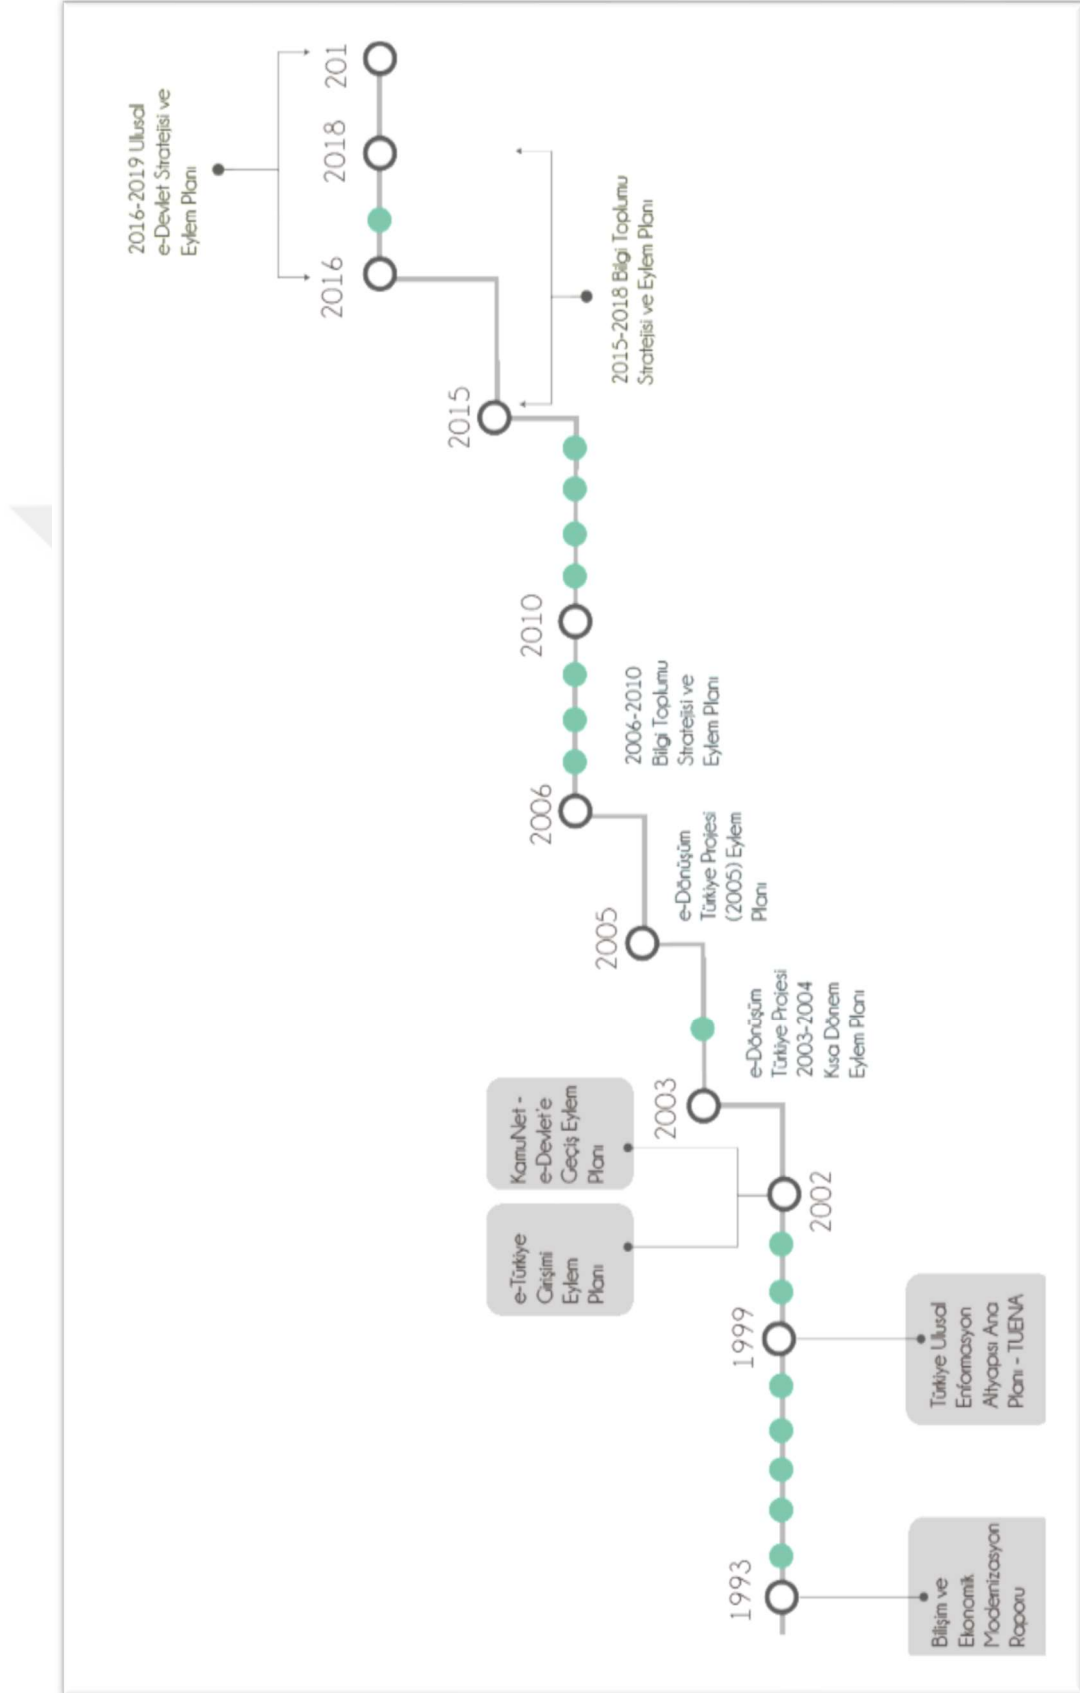 1993
Bilişim ve
Ekonomik
Modernizasyon
Raporu
1999
Türkiye Ulusal
Enformasyon
Altyapısı Ana
Planı - TUENA
2002
e-Türkiye
Girişimi
Eylem
Planı
KamuNet -
e-Devlet'e
Geçiş Eylem
Planı
2003
e-Dönüşüm
Türkiye Projesi
2003-2004
Kısa Dönem
Eylem Planı
2005
e-Dönüşüm
Türkiye Projesi
(2005) Eylem
Planı
2006
2006-2010
Bilgi Toplumu
Stratejisi ve
Eylem Planı
2010
2015
2015-2018 Bilgi Toplumu
Stratejisi ve Eylem Planı
2016
2018
201
2016-2019 Ulusal
e-Devlet Stratejisi ve
Eylem Planı